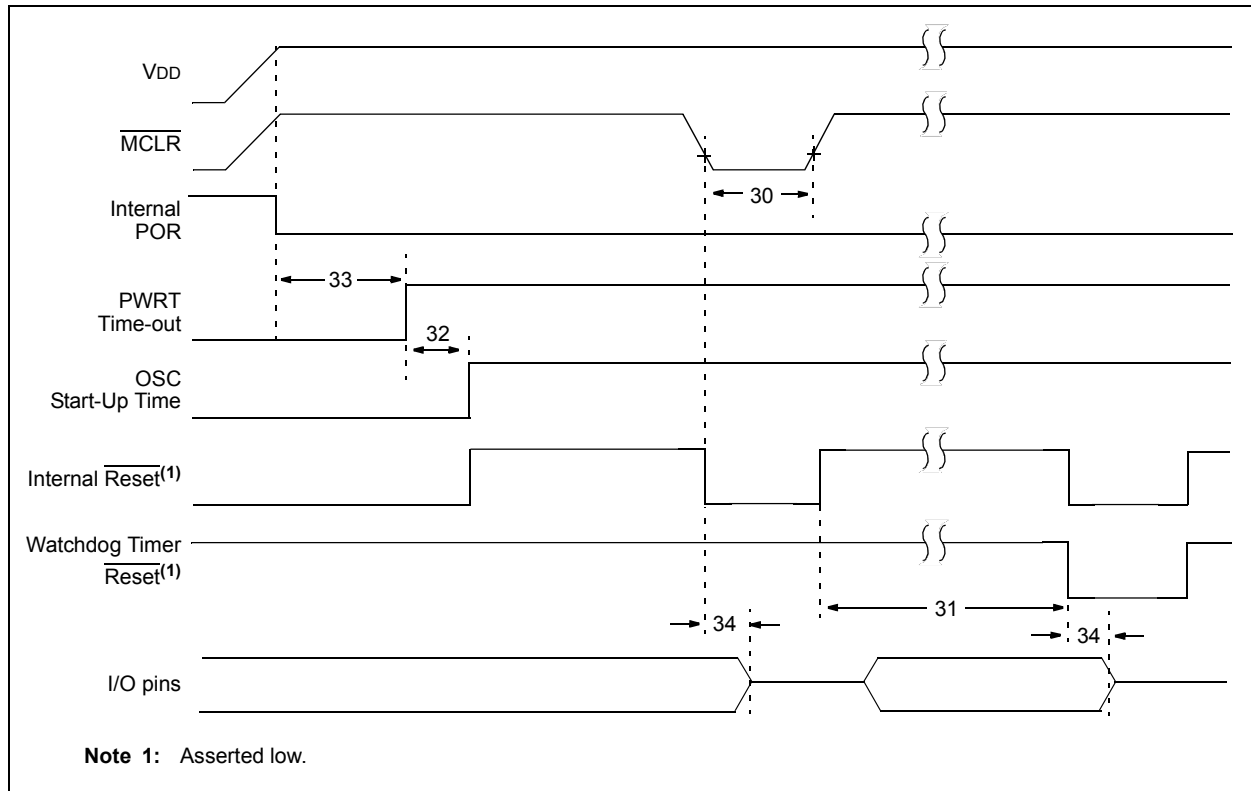 VDD
MCLR
30
Internal
POR
33
PWRT
Time-out
32
OSC
Start-Up Time
Internal Reset(1)
Watchdog Timer
Reset(1)
31
34
34
I/O pins
Note 1: Asserted low.